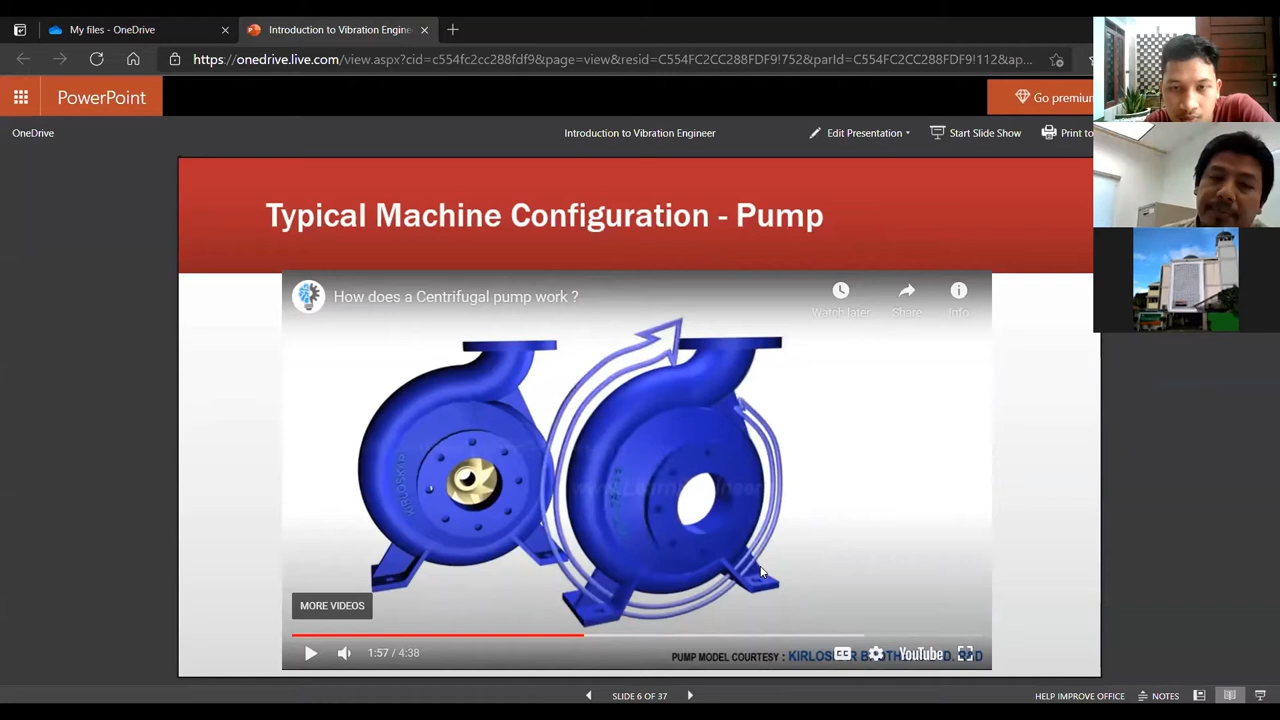 My files - OneDrive
Introduction to Vibration Engine
https://onedrive.live.com/view.aspx?cid=c554fc2cc288fdf9&page=view&resid=C554FC2CC288FDF9!752&parId=C554FC2CC288FDF9!112&ap...
PowerPoint
Go premium
OneDrive
Introduction to Vibration Engineer
Edit Presentation
Start Slide Show
Print to
Typical Machine Configuration - Pump
How does a Centrifugal pump work ?
Watch later
Share
Info
MORE VIDEOS
1:57 / 4:38
CC
YouTube
PUMP MODEL COURTESY :
SLIDE 6 OF 37
HELP IMPROVE OFFICE
NOTES